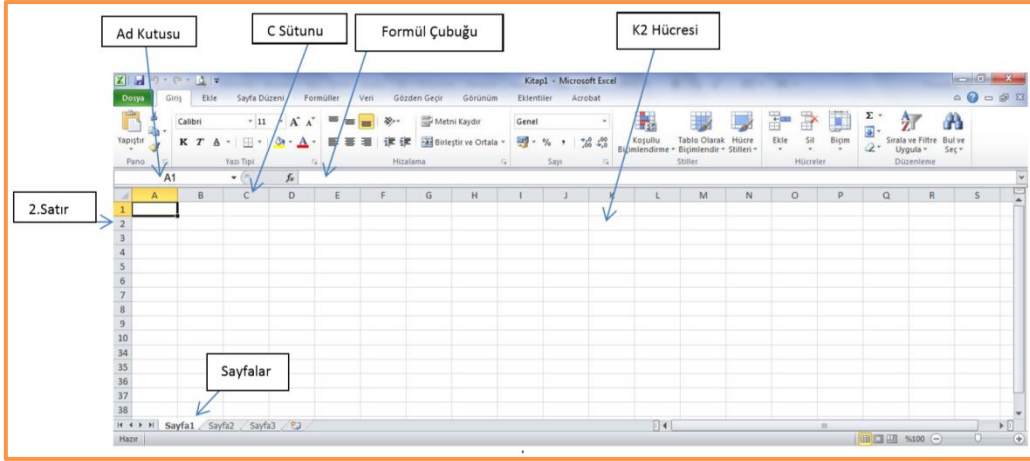 Ad Kutusu
C Sütunu
Formül Çubuğu
K2 Hücresi
Kitap1 - Microsoft Excel
Dosya Giriş Ekle Sayfa Düzeni Formüller Veri Gözden Geçir Görünüm Eklentiler Acrobat
Calibri 11 A A Metni Kaydır Genel Σ
Yapıştır K T A A Birleştir ve Ortala % Koşullu Biçimlendirme Tablo Olarak Biçimlendir Hücre Stilleri Ekle Sil Biçim Sırala ve Filtre Uygula Bul ve Seç
Pano Yazı Tipi Hizalama Sayı Stiller Hücreler Düzenleme
A1 fx
A B C D E F G H I J K L M N O P Q R S
2.Satır
1
2
3
4
5
6
7
8
9
10
34
35
36
37
38
Sayfalar
Sayfa1 Sayfa2 Sayfa3
Hazır %100